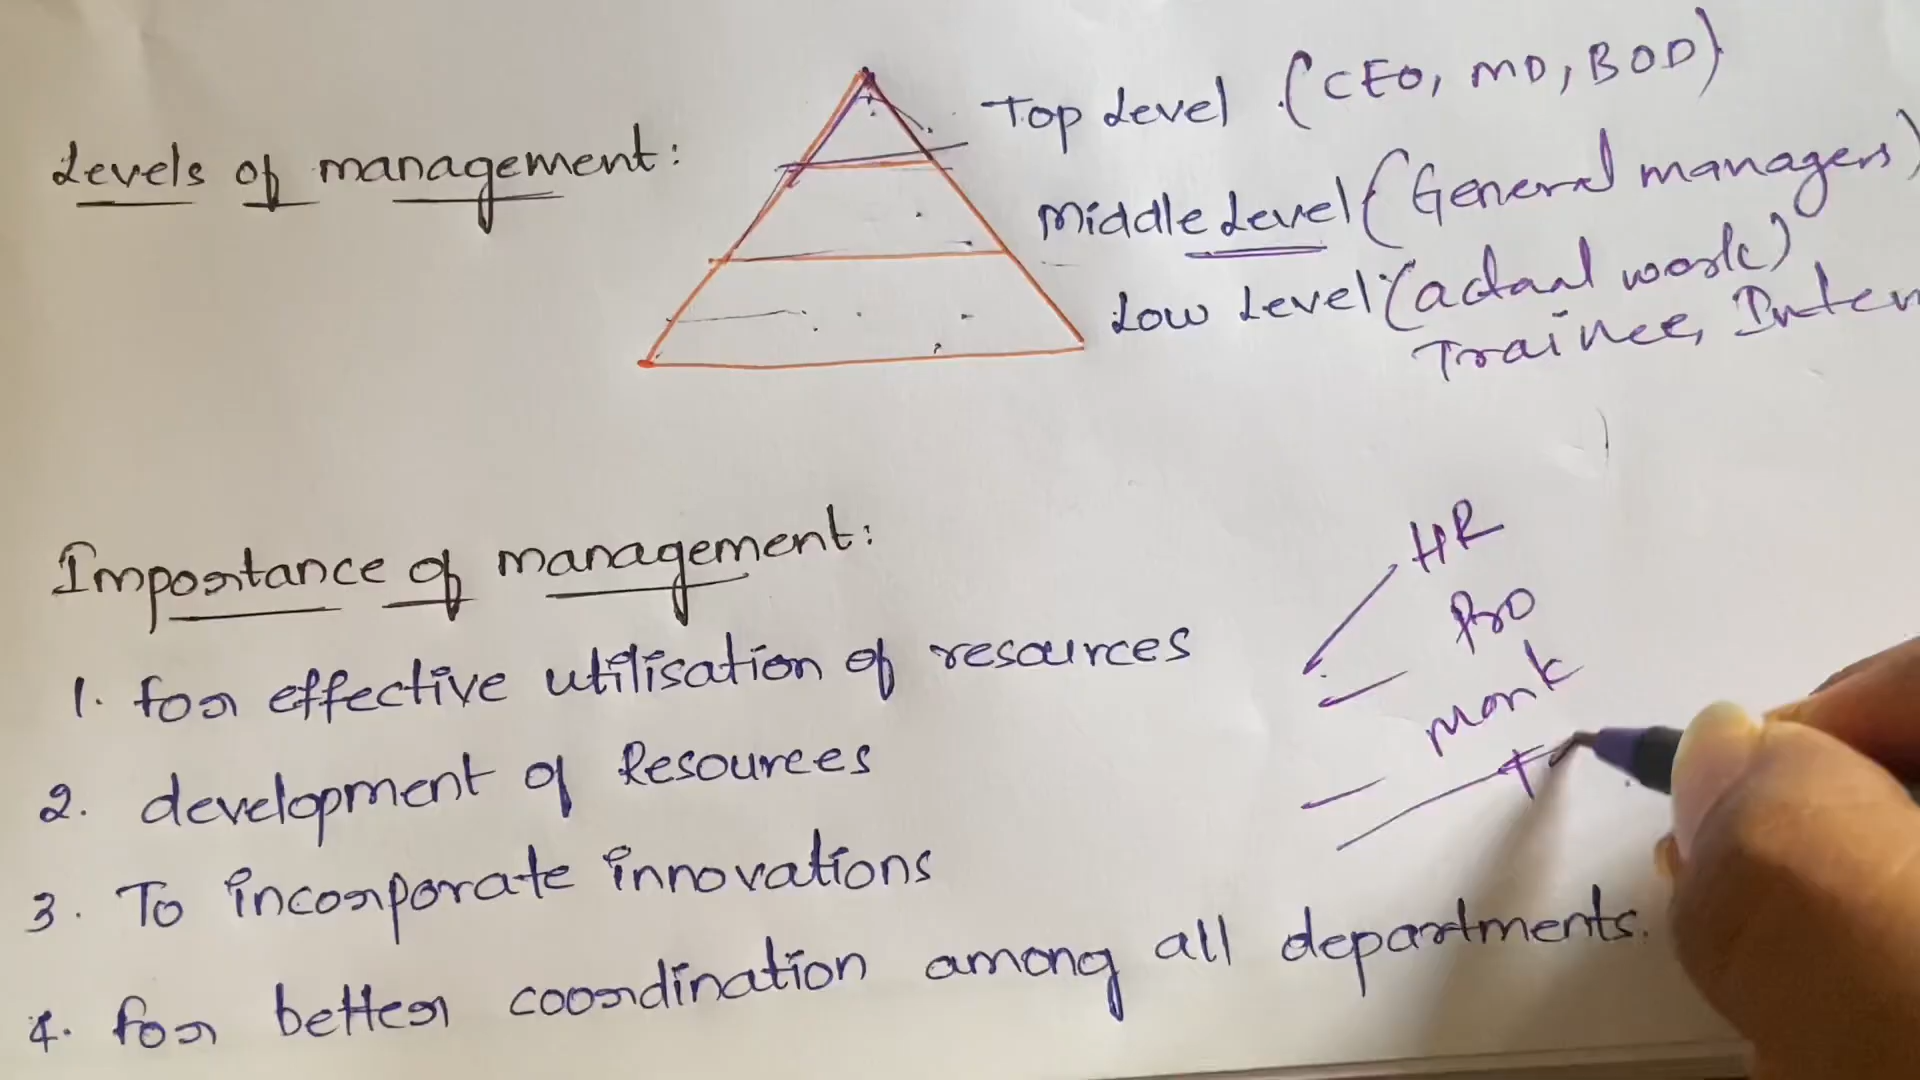 Levels of management:
Top Level (CEO, MD, BOD)
Middle Level (General managers)
Low Level (actual work)
Trainee, Intern
Importance of management:
1. for effective utilisation of resources
2. development of Resources
3. To incorporate innovations
4. for better coordination among all departments.
HR
Pro
Mark